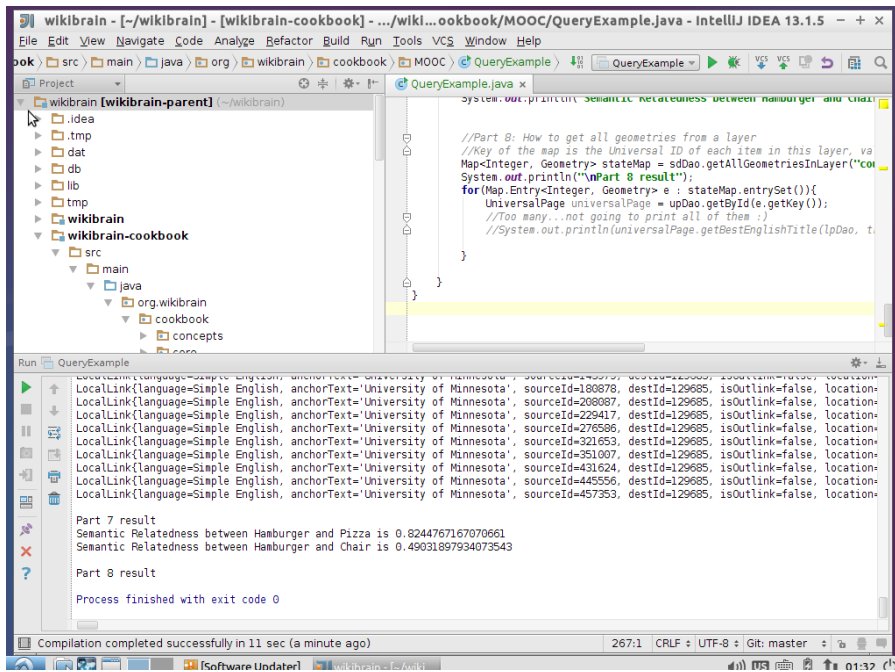 wikibrain - [~/wikibrain] - [wikibrain-cookbook] - .../wiki...ookbook/MOOC/QueryExample.java - IntelliJ IDEA 13.1.5
File Edit View Navigate Code Analyze Refactor Build Run Tools VCS Window Help
ook src main java org wikibrain cookbook MOOC QueryExample QueryExample VCS VCS
Project
QueryExample.java
wikibrain [wikibrain-parent] (~/wikibrain)
.idea
.tmp
dat
db
lib
tmp
wikibrain
wikibrain-cookbook
src
main
java
org.wikibrain
cookbook
concepts
core
System.out.println("Semantic Relatedness between Hamburger and Chair
//Part 8: How to get all geometries from a layer
//Key of the map is the Universal ID of each item in this layer, va
Map<Integer, Geometry> stateMap = sdDao.getAllGeometriesInLayer("cou
System.out.println("\nPart 8 result");
for(Map.Entry<Integer, Geometry> e : stateMap.entrySet()){
UniversalPage universalPage = upDao.getById(e.getKey());
//Too many...not going to print all of them :)
//System.out.println(universalPage.getBestEnglishTitle(lpDao, t
}
}
}
Run QueryExample
LocalLink{language=Simple English, anchorText='University of Minnesota', sourceId=180878, destId=129685, isOutlink=false, location=
LocalLink{language=Simple English, anchorText='University of Minnesota', sourceId=208087, destId=129685, isOutlink=false, location=
LocalLink{language=Simple English, anchorText='University of Minnesota', sourceId=229417, destId=129685, isOutlink=false, location=
LocalLink{language=Simple English, anchorText='University of Minnesota', sourceId=276586, destId=129685, isOutlink=false, location=
LocalLink{language=Simple English, anchorText='University of Minnesota', sourceId=321653, destId=129685, isOutlink=false, location=
LocalLink{language=Simple English, anchorText='University of Minnesota', sourceId=351007, destId=129685, isOutlink=false, location=
LocalLink{language=Simple English, anchorText='University of Minnesota', sourceId=431624, destId=129685, isOutlink=false, location=
LocalLink{language=Simple English, anchorText='University of Minnesota', sourceId=445556, destId=129685, isOutlink=false, location=
LocalLink{language=Simple English, anchorText='University of Minnesota', sourceId=457353, destId=129685, isOutlink=false, location=
Part 7 result
Semantic Relatedness between Hamburger and Pizza is 0.8244767167070661
Semantic Relatedness between Hamburger and Chair is 0.49031897934073543
Part 8 result
Process finished with exit code 0
Compilation completed successfully in 11 sec (a minute ago) 267:1 CRLF UTF-8 Git: master
[Software Updater] wikibrain - [~/wiki... US 01:32